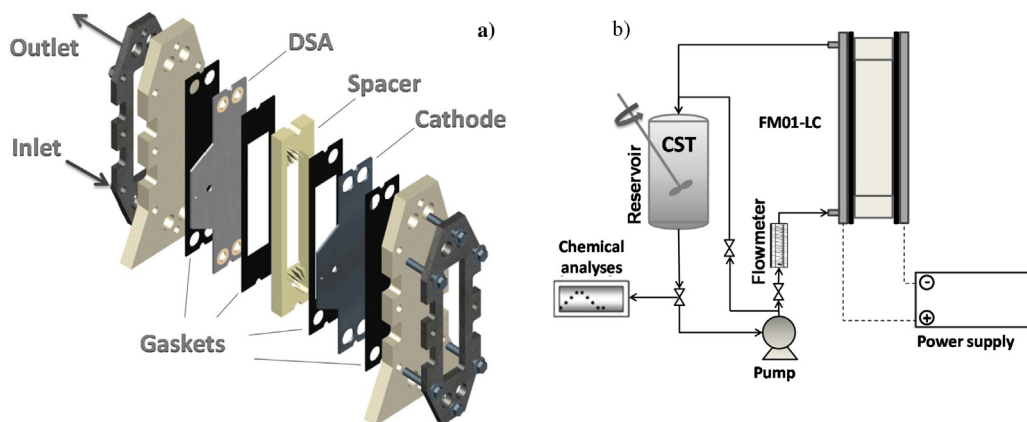 a)
Outlet
DSA
Spacer
Cathode
Inlet
Gaskets
b)
FM01-LC
CST
Reservoir
Flowmeter
Chemical
analyses
Pump
-
+
Power supply